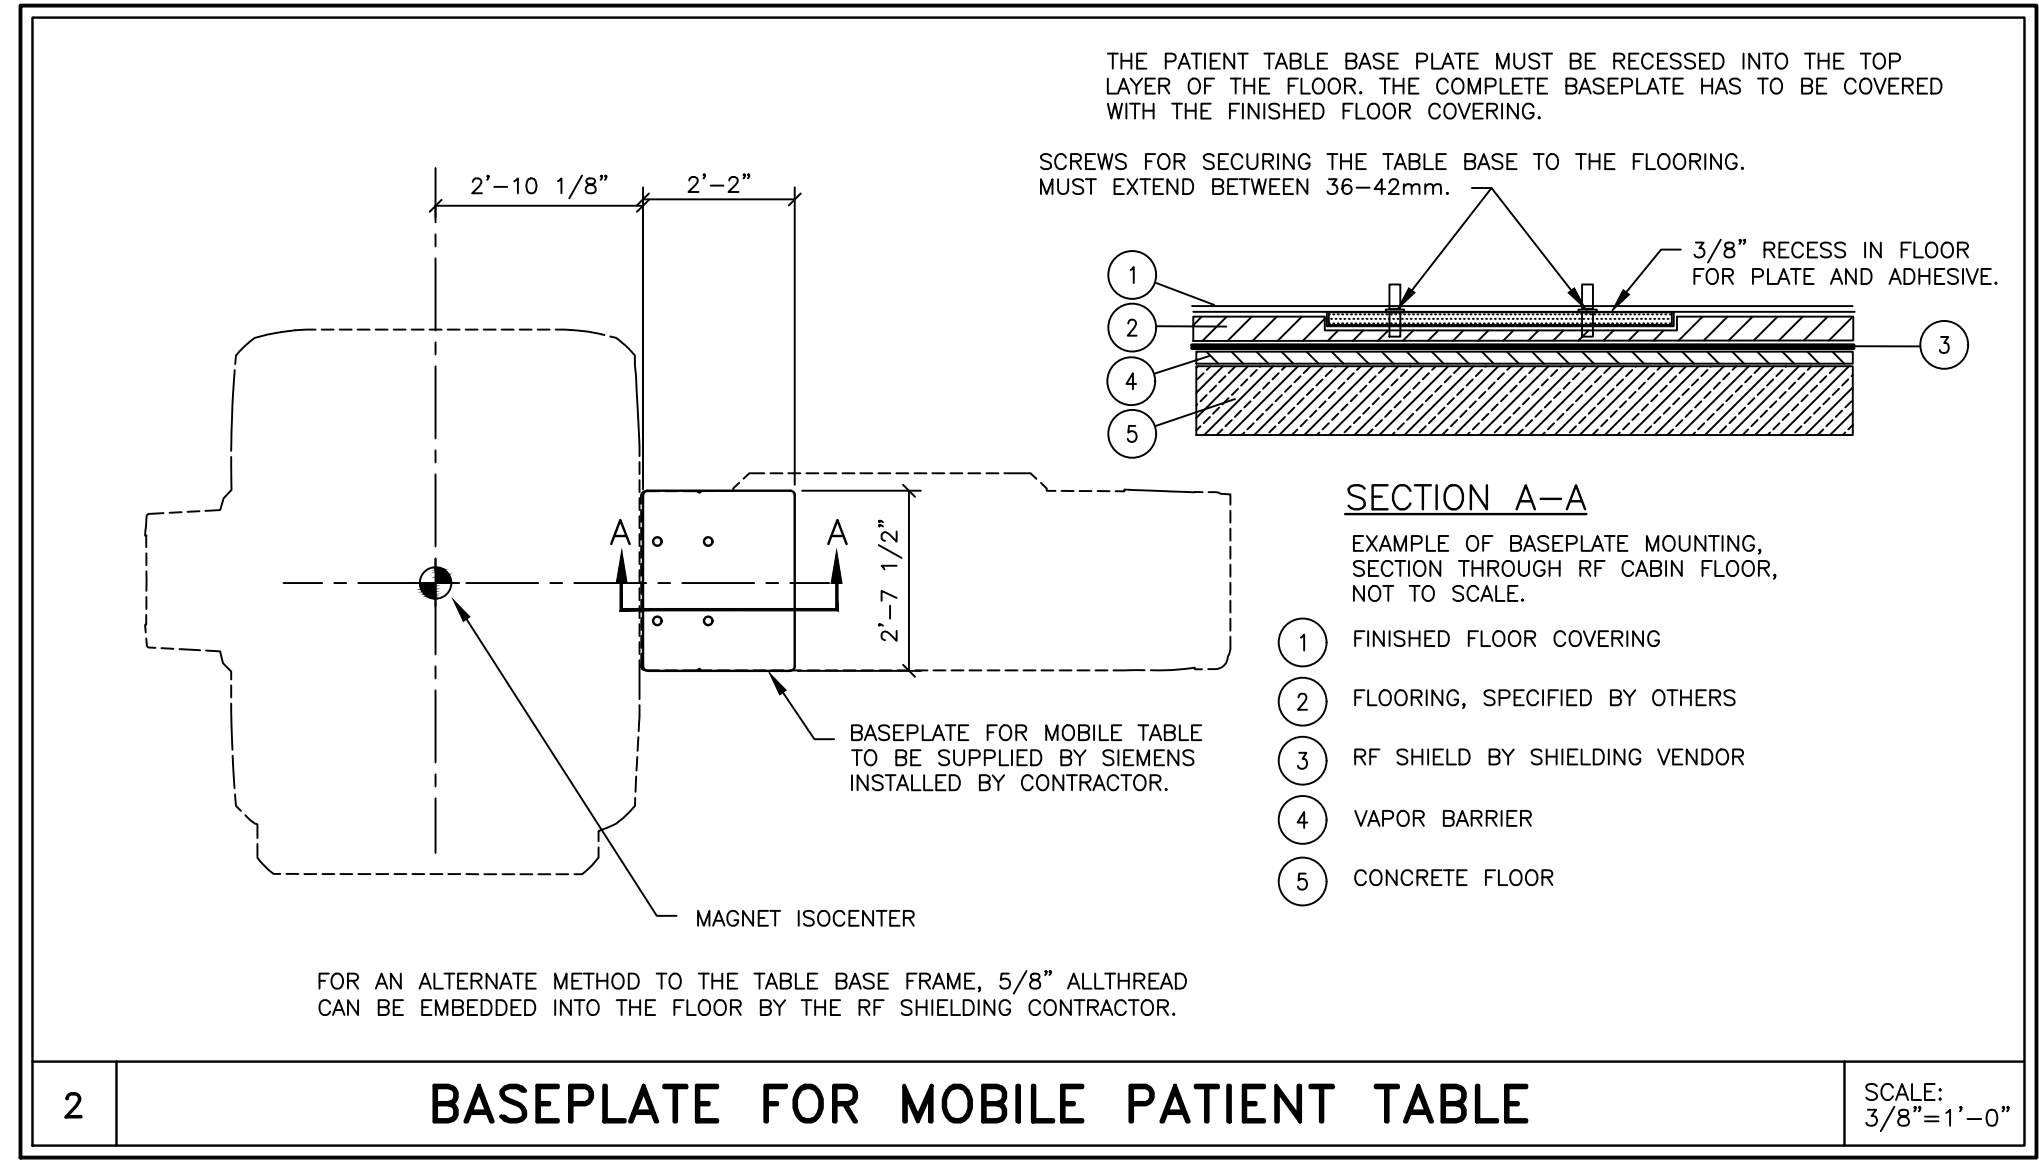 THE PATIENT TABLE BASE PLATE MUST BE RECESSED INTO THE TOP
LAYER OF THE FLOOR. THE COMPLETE BASEPLATE HAS TO BE COVERED
WITH THE FINISHED FLOOR COVERING.
SCREWS FOR SECURING THE TABLE BASE TO THE FLOORING.
MUST EXTEND BETWEEN 36-42mm.
2'-10 1/8"
2'-2"
3/8" RECESS IN FLOOR
FOR PLATE AND ADHESIVE.
1
2
3
4
5
A
A
2'-7 1/2"
SECTION A-A
EXAMPLE OF BASEPLATE MOUNTING,
SECTION THROUGH RF CABIN FLOOR,
NOT TO SCALE.
1 FINISHED FLOOR COVERING
2 FLOORING, SPECIFIED BY OTHERS
3 RF SHIELD BY SHIELDING VENDOR
4 VAPOR BARRIER
5 CONCRETE FLOOR
BASEPLATE FOR MOBILE TABLE
TO BE SUPPLIED BY SIEMENS
INSTALLED BY CONTRACTOR.
MAGNET ISOCENTER
FOR AN ALTERNATE METHOD TO THE TABLE BASE FRAME, 5/8" ALLTHREAD
CAN BE EMBEDDED INTO THE FLOOR BY THE RF SHIELDING CONTRACTOR.
2
BASEPLATE FOR MOBILE PATIENT TABLE
SCALE:
3/8"=1'-0"